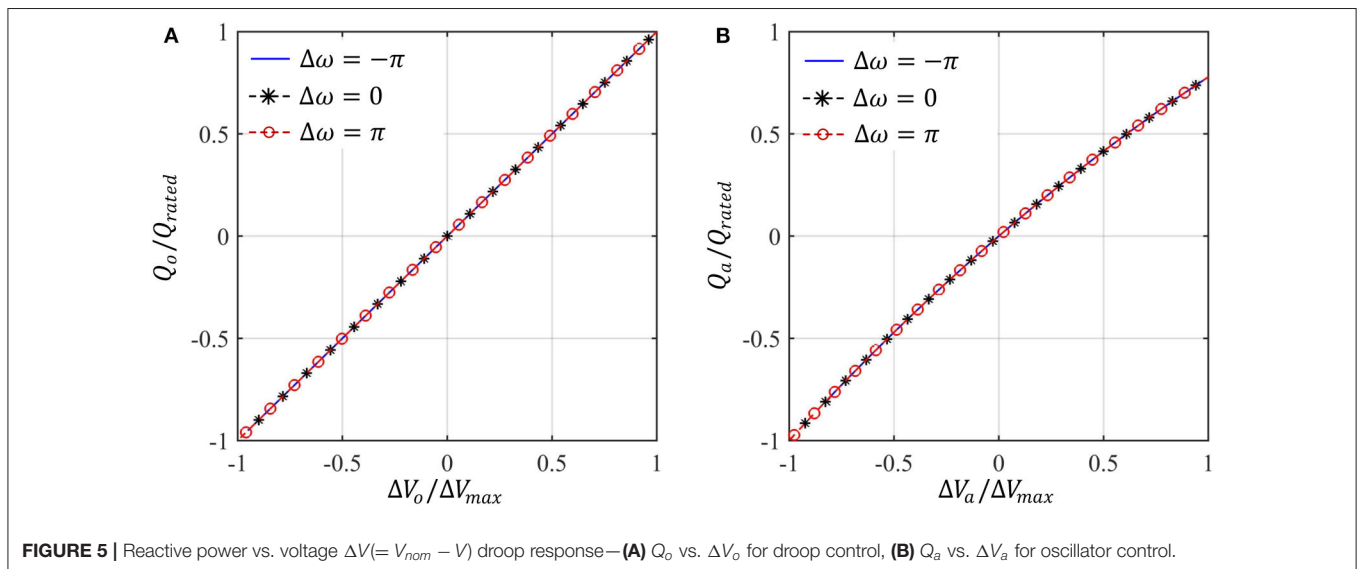 A
1
0.5
0
-0.5
-1
-1 -0.5 0 0.5 1
Δω = −π
Δω = 0
Δω = π
Q_o/Q_rated
ΔV_o/ΔV_max
B
1
0.5
0
-0.5
-1
-1 -0.5 0 0.5 1
Δω = −π
Δω = 0
Δω = π
Q_a/Q_rated
ΔV_a/ΔV_max
FIGURE 5 | Reactive power vs. voltage ΔV(= V_nom − V) droop response—(A) Q_o vs. ΔV_o for droop control, (B) Q_a vs. ΔV_a for oscillator control.